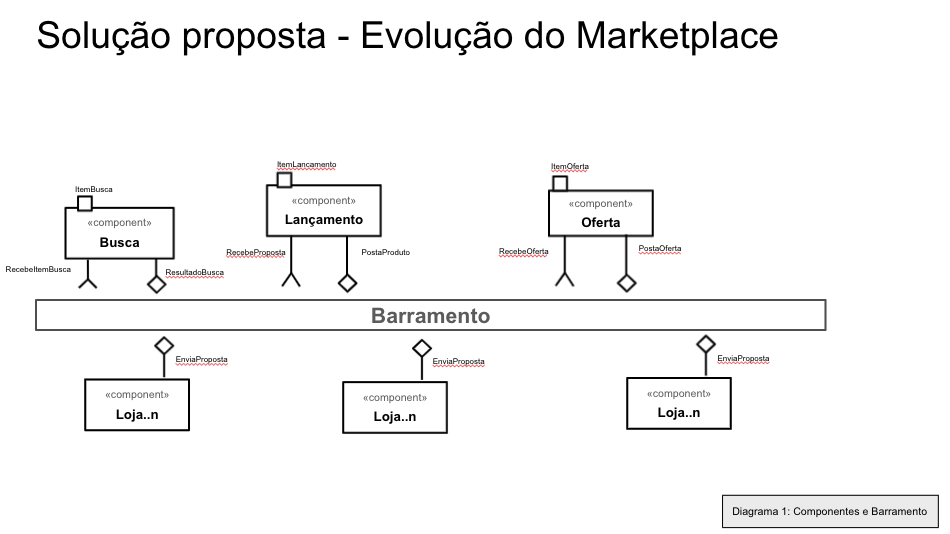 Solução proposta - Evolução do Marketplace
ItemBusca
«component»
Busca
RecebeItemBusca
ResultadoBusca
ItemLancamento
«component»
Lançamento
RecebeProposta
PostaProduto
ItemOferta
«component»
Oferta
RecebeOferta
PostaOferta
Barramento
EnviaProposta
«component»
Loja..n
EnviaProposta
«component»
Loja..n
EnviaProposta
«component»
Loja..n
Diagrama 1: Componentes e Barramento